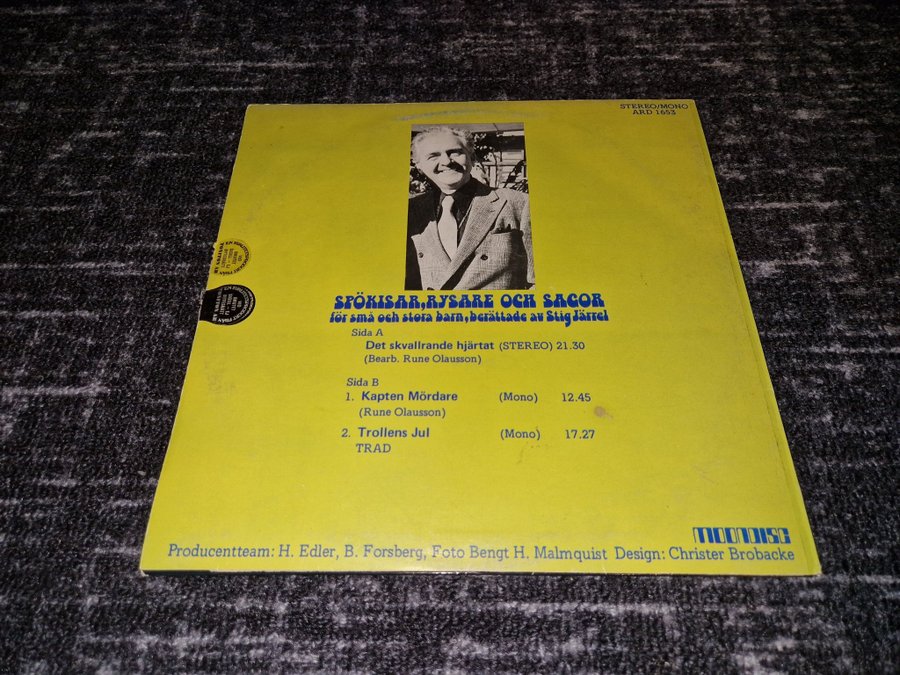 STEREO/MONO
ARD 1653
SPÖKISAR, RYSARE OCH SAGOR
för små och stora barn, berättade av Stig Järrel
Sida A
Det skvallrande hjärtat (STEREO) 21.30
(Bearb. Rune Olausson)
Sida B
1. Kapten Mördare (Mono) 12.45
(Rune Olausson)
2. Trollens Jul (Mono) 17.27
TRAD
MOONDISC
Producentteam: H. Edler, B. Forsberg, Foto Bengt H. Malmquist Design: Christer Brobacke